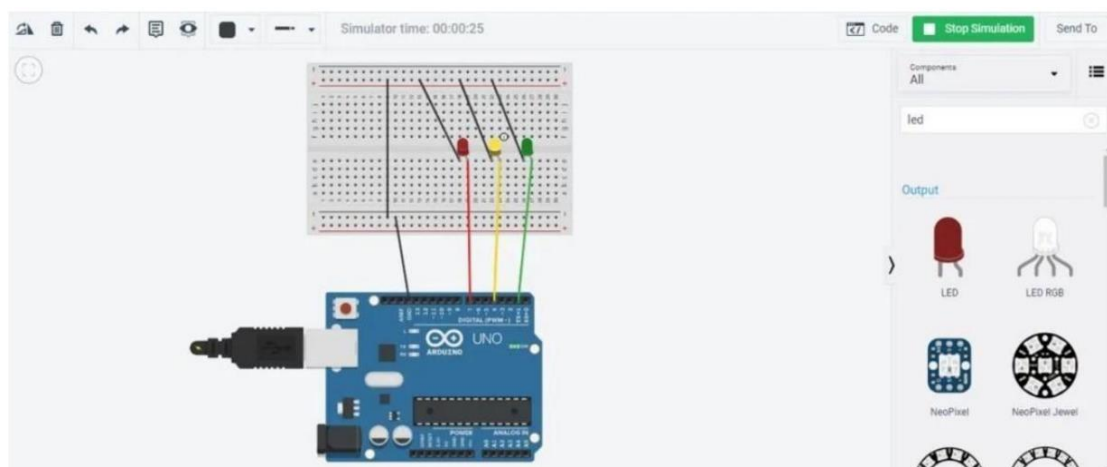 Simulator time: 00:00:25
Code
Stop Simulation
Send To
Components
All
led
Output
LED
LED RGB
NeoPixel
NeoPixel Jewel
DIGITAL (PWM~)
UNO
ARDUINO
POWER
ANALOG IN